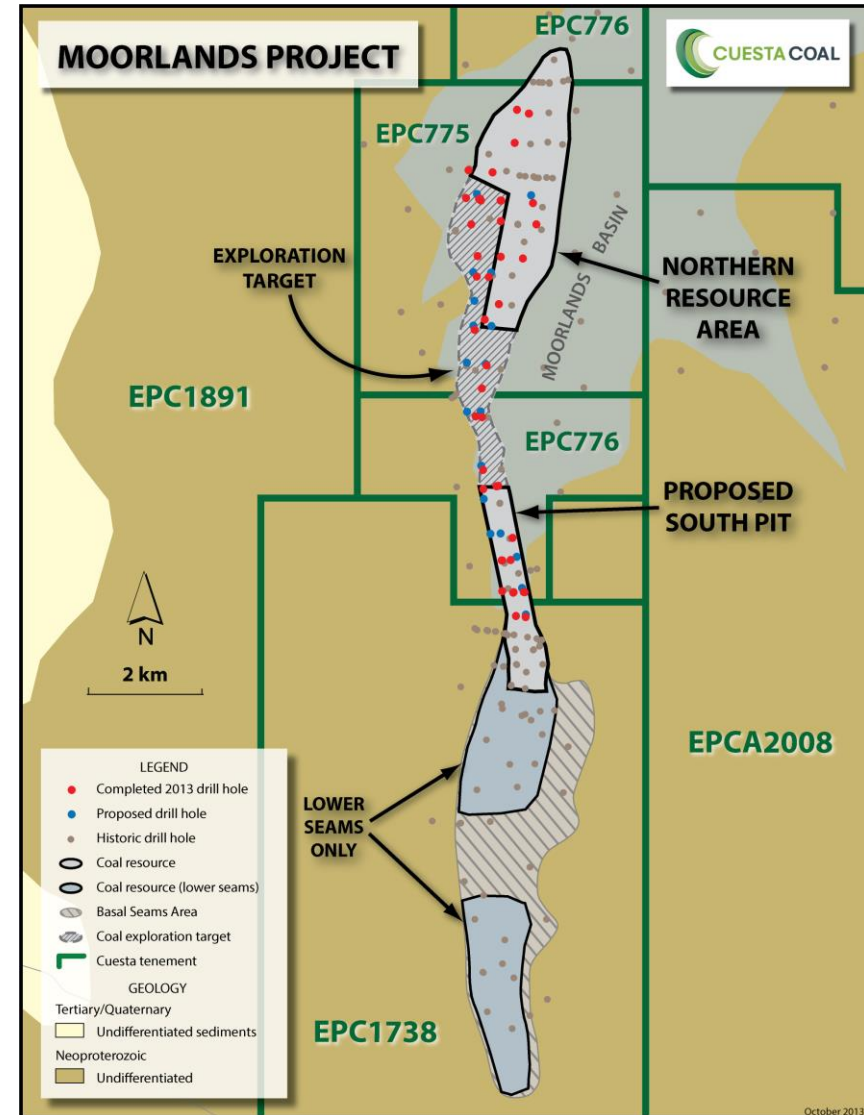 MOORLANDS PROJECT
EPC776
CUESTA COAL
EPC775
EXPLORATION
TARGET
MOORLANDS BASIN
NORTHERN
RESOURCE
AREA
EPC1891
EPC776
PROPOSED
SOUTH PIT
N
2 km
EPCA2008
LOWER
SEAMS
ONLY
LEGEND
Completed 2013 drill hole
Proposed drill hole
Historic drill hole
Coal resource
Coal resource (lower seams)
Basal Seams Area
Coal exploration target
Cuesta tenement
GEOLOGY
Tertiary/Quaternary
Undifferentiated sediments
Neoproterozoic
Undifferentiated
EPC1738
October 2013